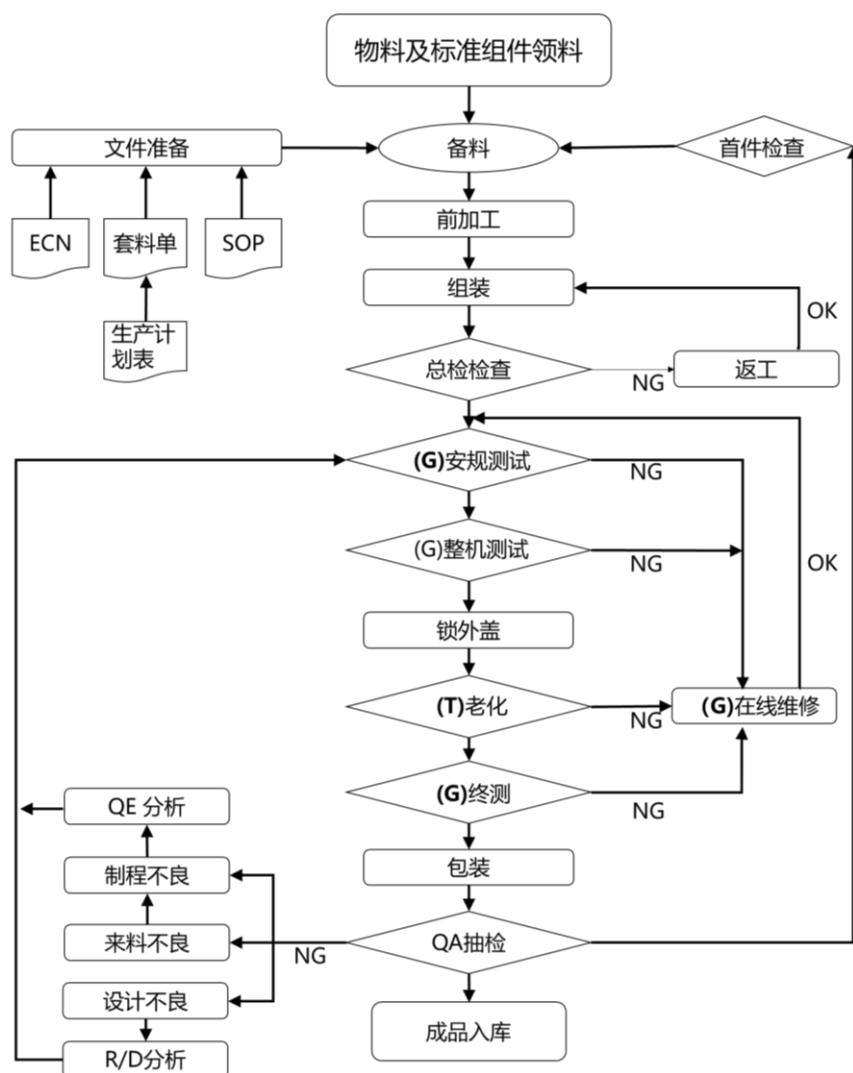 物料及标准组件领料
文件准备
备料
首件检查
ECN
套料单
SOP
前加工
组装
OK
生产计
划表
总检检查
NG
返工
(G)安规测试
NG
(G)整机测试
NG
OK
锁外盖
(T)老化
NG
(G)在线维修
QE 分析
(G)终测
NG
制程不良
包装
来料不良
NG
QA抽检
设计不良
成品入库
R/D分析